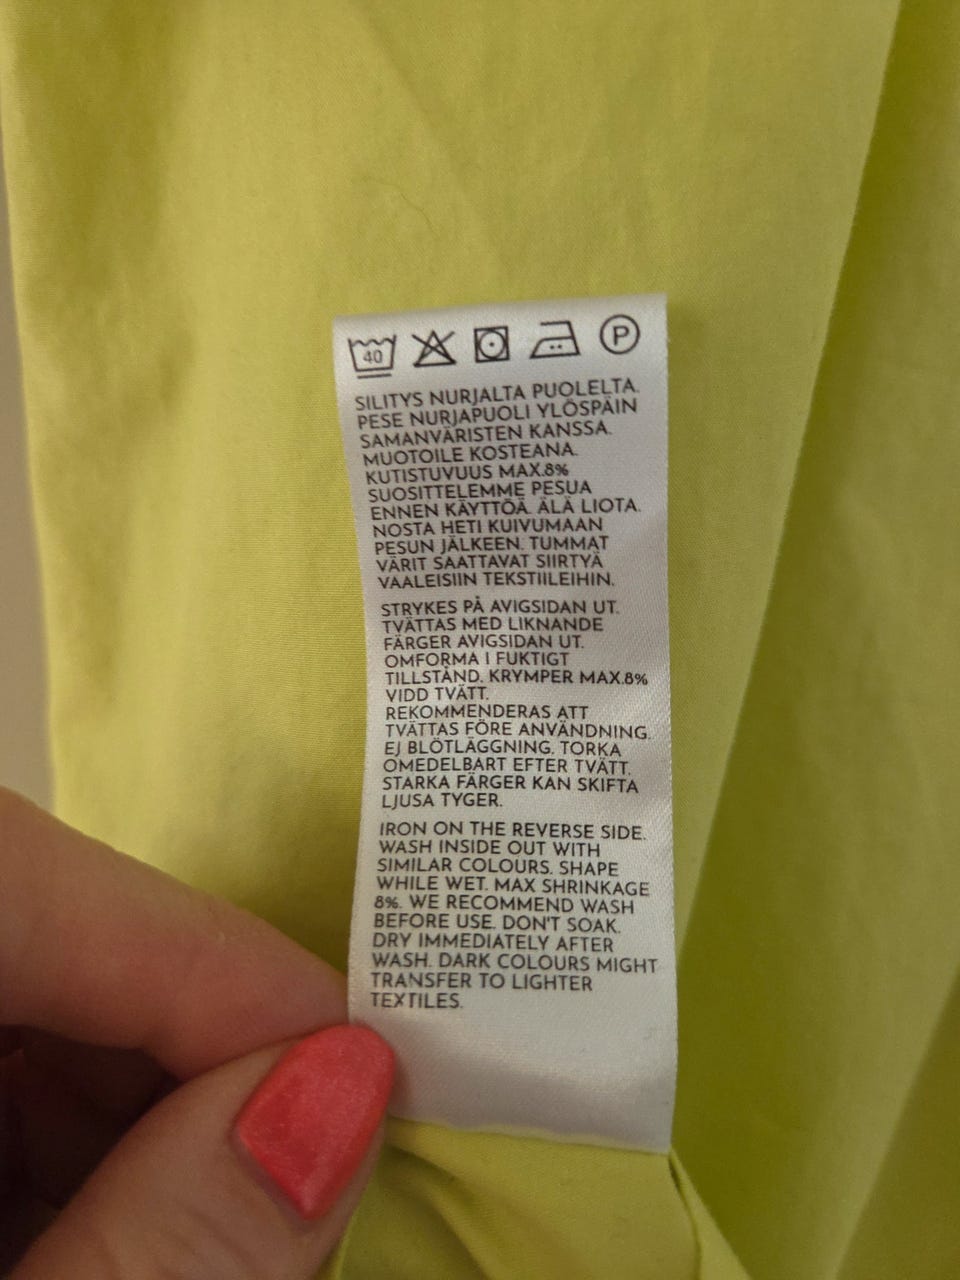 40 P
SILITYS NURJALTA PUOLELTA.
PESE NURJAPUOLI YLÖSPÄIN
SAMANVÄRISTEN KANSSA.
MUOTOILE KOSTEANA.
KUTISTUVUUS MAX.8%
SUOSITTELEMME PESUA
ENNEN KÄYTTÖÄ. ÄLÄ LIOTA.
NOSTA HETI KUIVUMAAN
PESUN JÄLKEEN. TUMMAT
VÄRIT SAATTAVAT SIIRTYÄ
VAALEISIIN TEKSTIILEIHIN.
STRYKES PÅ AVIGSIDAN UT.
TVÄTTAS MED LIKNANDE
FÄRGER AVIGSIDAN UT.
OMFORMA I FUKTIGT
TILLSTÅND. KRYMPER MAX.8%
VIDD TVÄTT.
REKOMMENDERAS ATT
TVÄTTAS FÖRE ANVÄNDNING.
EJ BLÖTLÄGGNING. TORKA
OMEDELBART EFTER TVÄTT.
STARKA FÄRGER KAN SKIFTA
LJUSA TYGER.
IRON ON THE REVERSE SIDE.
WASH INSIDE OUT WITH
SIMILAR COLOURS. SHAPE
WHILE WET. MAX SHRINKAGE
8%. WE RECOMMEND WASH
BEFORE USE. DON'T SOAK.
DRY IMMEDIATELY AFTER
WASH. DARK COLOURS MIGHT
TRANSFER TO LIGHTER
TEXTILES.